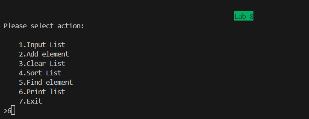 Lab 8
Please select action:
1.Input List
2.Add element
3.Clear List
4.Sort List
5.Find element
6.Print list
7.Exit
>6